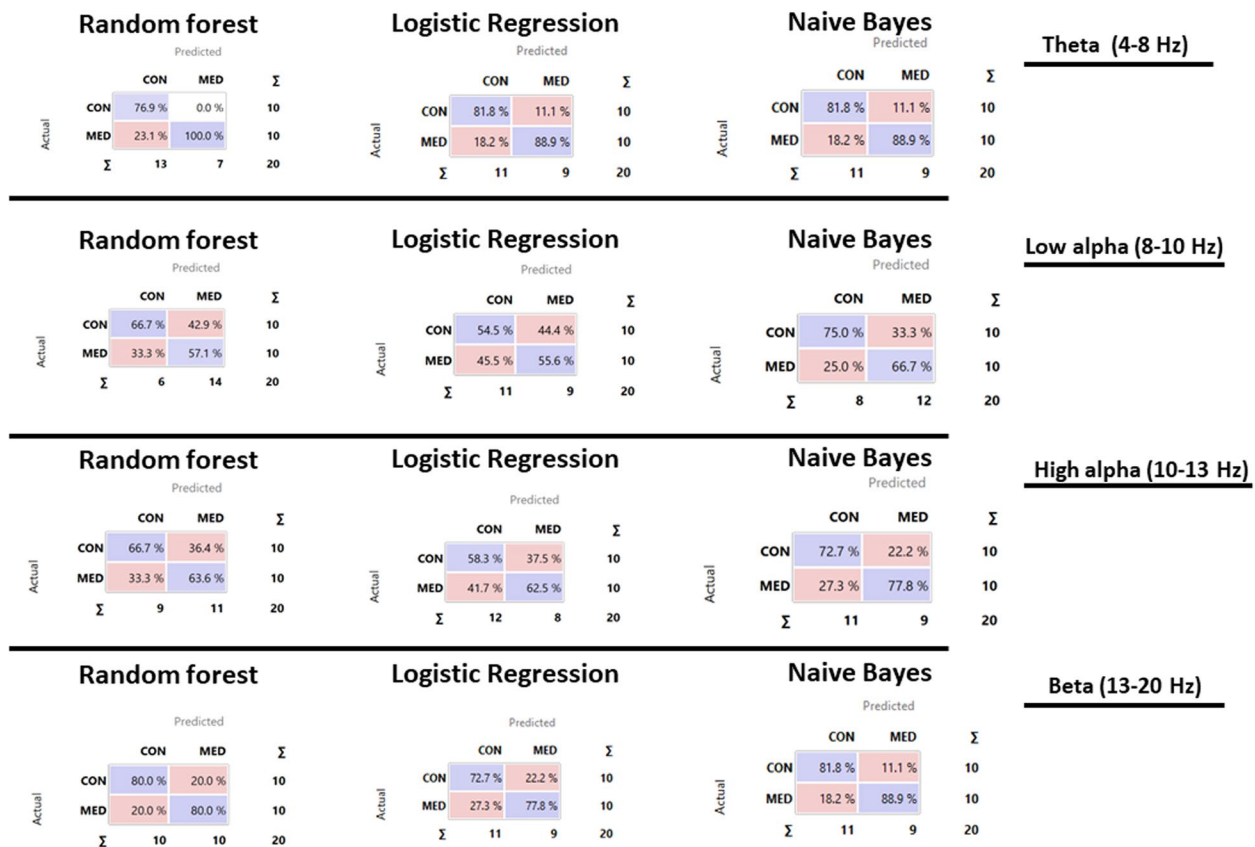 Random forest Logistic Regression Naive Bayes
Theta (4-8 Hz)
Predicted Predicted Predicted
CON MED Σ CON MED Σ CON MED Σ
Actual CON 76.9 % 0.0 % 10 Actual CON 81.8 % 11.1 % 10 Actual CON 81.8 % 11.1 % 10
MED 23.1 % 100.0 % 10 MED 18.2 % 88.9 % 10 MED 18.2 % 88.9 % 10
Σ 13 7 20 Σ 11 9 20 Σ 11 9 20
Random forest Logistic Regression Naive Bayes
Low alpha (8-10 Hz)
Predicted Predicted Predicted
CON MED Σ CON MED Σ CON MED Σ
Actual CON 66.7 % 42.9 % 10 Actual CON 54.5 % 44.4 % 10 Actual CON 75.0 % 33.3 % 10
MED 33.3 % 57.1 % 10 MED 45.5 % 55.6 % 10 MED 25.0 % 66.7 % 10
Σ 6 14 20 Σ 11 9 20 Σ 8 12 20
Random forest Logistic Regression Naive Bayes
High alpha (10-13 Hz)
Predicted Predicted Predicted
CON MED Σ CON MED Σ CON MED Σ
Actual CON 66.7 % 36.4 % 10 Actual CON 58.3 % 37.5 % 10 Actual CON 72.7 % 22.2 % 10
MED 33.3 % 63.6 % 10 MED 41.7 % 62.5 % 10 MED 27.3 % 77.8 % 10
Σ 9 11 20 Σ 12 8 20 Σ 11 9 20
Random forest Logistic Regression Naive Bayes
Beta (13-20 Hz)
Predicted Predicted Predicted
CON MED Σ CON MED Σ CON MED Σ
Actual CON 80.0 % 20.0 % 10 Actual CON 72.7 % 22.2 % 10 Actual CON 81.8 % 11.1 % 10
MED 20.0 % 80.0 % 10 MED 27.3 % 77.8 % 10 MED 18.2 % 88.9 % 10
Σ 10 10 20 Σ 11 9 20 Σ 11 9 20